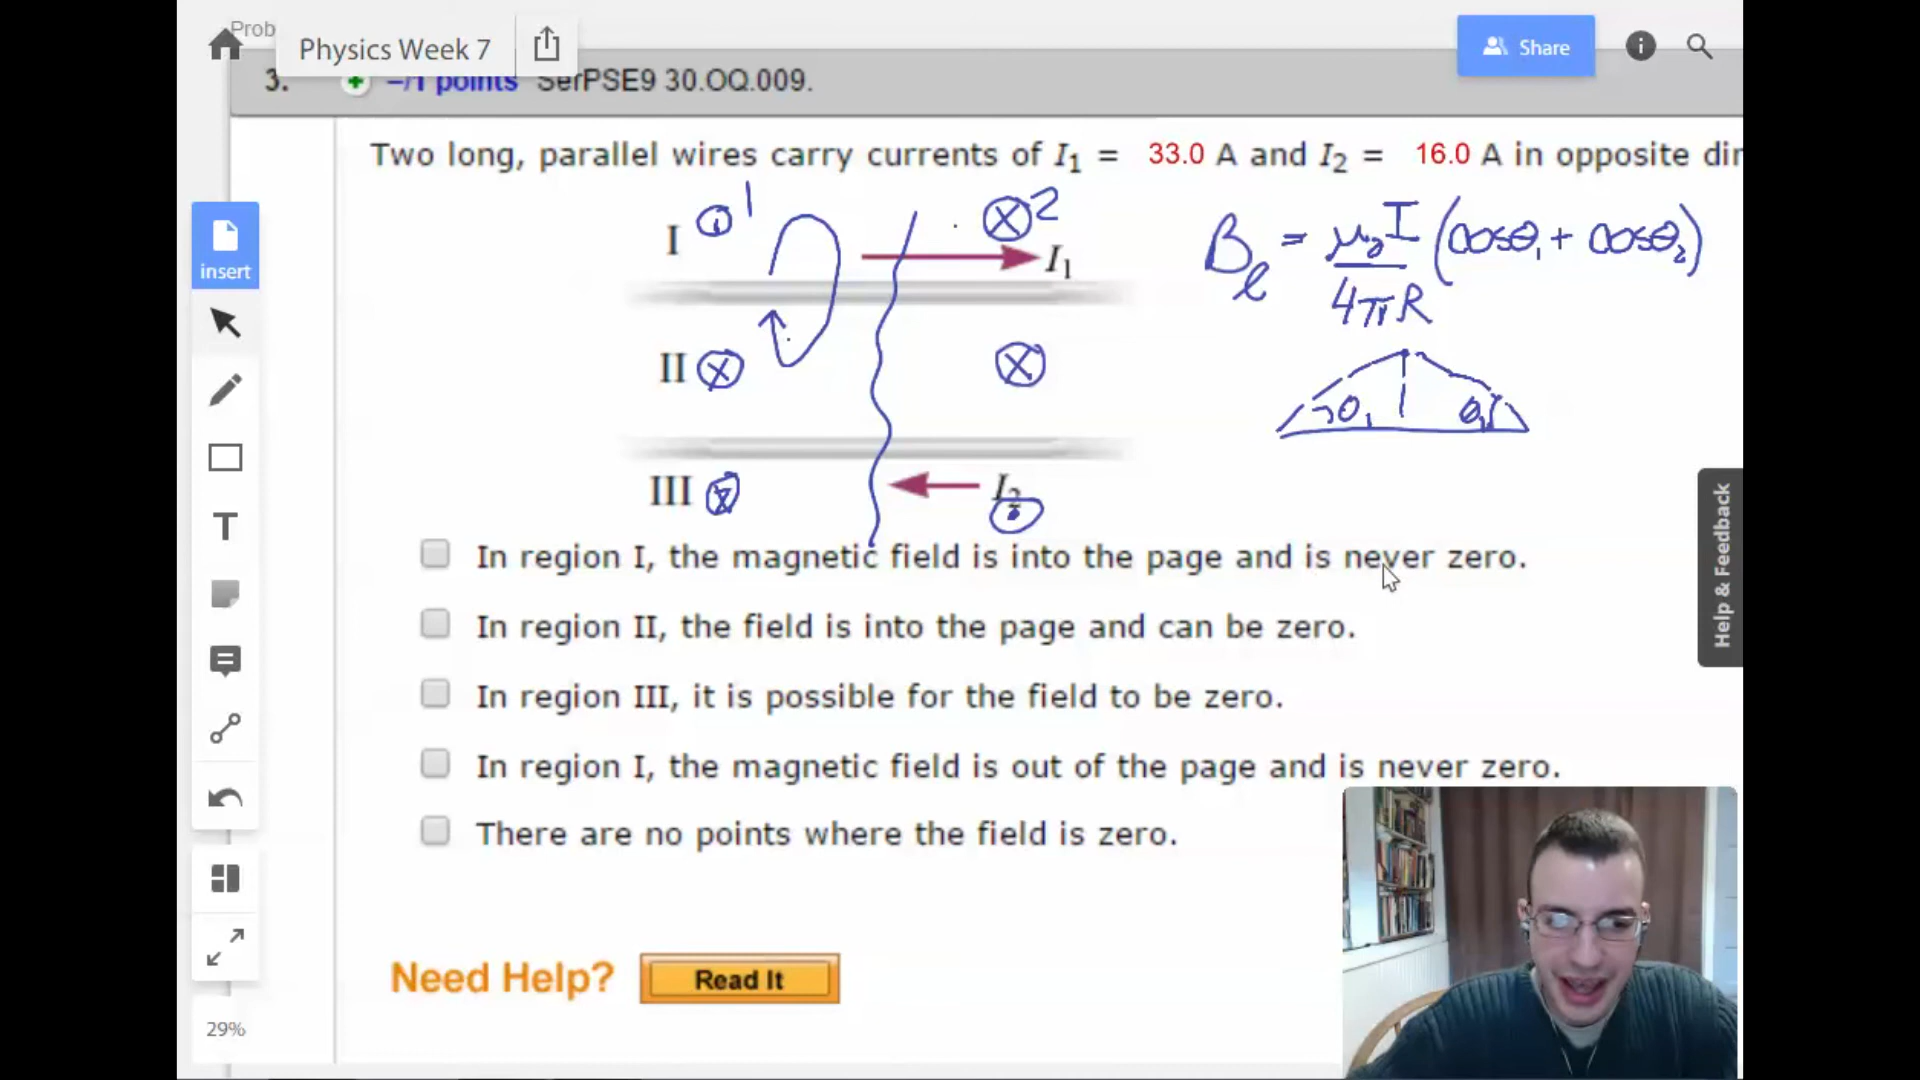 Prob
Physics Week 7
Share
3. –/1 points SerPSE9 30.OQ.009.
Two long, parallel wires carry currents of I₁ = 33.0 A and I₂ = 16.0 A in opposite dir
insert
I
1
2
I₁
B_l = μ₀I/4πR (cosθ₁ + cosθ₂)
II
θ₁
III
I₂
In region I, the magnetic field is into the page and is never zero.
In region II, the field is into the page and can be zero.
In region III, it is possible for the field to be zero.
In region I, the magnetic field is out of the page and is never zero.
There are no points where the field is zero.
Help & Feedback
Need Help? Read It
29%